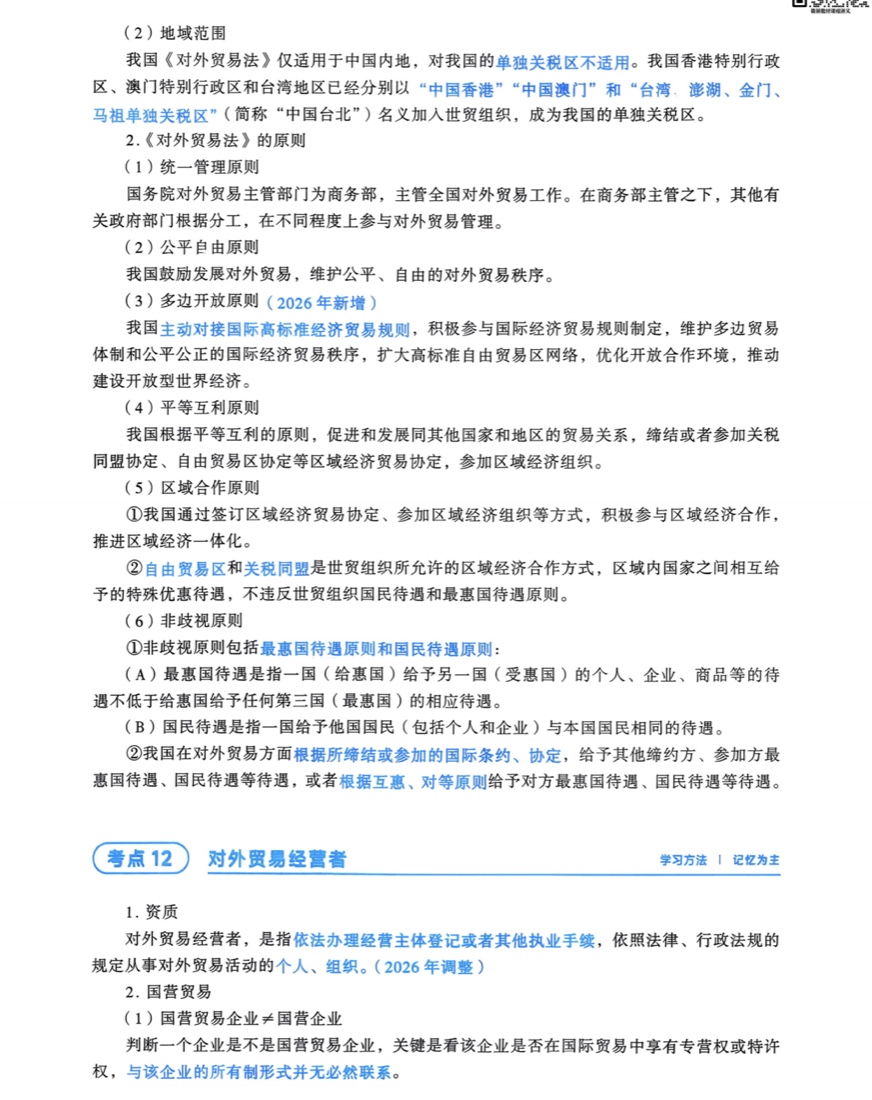 （2）地域范围
我国《对外贸易法》仅适用于中国内地，对我国的单独关税区不适用。我国香港特别行政
区、澳门特别行政区和台湾地区已经分别以“中国香港”“中国澳门”和“台湾、澎湖、金门、
马祖单独关税区”（简称“中国台北”）名义加入世贸组织，成为我国的单独关税区。
2.《对外贸易法》的原则
（1）统一管理原则
国务院对外贸易主管部门为商务部，主管全国对外贸易工作。在商务部主管之下，其他有
关政府部门根据分工，在不同程度上参与对外贸易管理。
（2）公平自由原则
我国鼓励发展对外贸易，维护公平、自由的对外贸易秩序。
（3）多边开放原则（2026 年新增）
我国主动对接国际高标准经济贸易规则，积极参与国际经济贸易规则制定，维护多边贸易
体制和公平公正的国际经济贸易秩序，扩大高标准自由贸易区网络，优化开放合作环境，推动
建设开放型世界经济。
（4）平等互利原则
我国根据平等互利的原则，促进和发展同其他国家和地区的贸易关系，缔结或者参加关税
同盟协定、自由贸易区协定等区域经济贸易协定，参加区域经济组织。
（5）区域合作原则
①我国通过签订区域经济贸易协定、参加区域经济组织等方式，积极参与区域经济合作，
推进区域经济一体化。
②自由贸易区和关税同盟是世贸组织所允许的区域经济合作方式，区域内国家之间相互给
予的特殊优惠待遇，不违反世贸组织国民待遇和最惠国待遇原则。
（6）非歧视原则
①非歧视原则包括最惠国待遇原则和国民待遇原则：
（A）最惠国待遇是指一国（给惠国）给予另一国（受惠国）的个人、企业、商品等的待
遇不低于给惠国给予任何第三国（最惠国）的相应待遇。
（B）国民待遇是指一国给予他国国民（包括个人和企业）与本国国民相同的待遇。
②我国在对外贸易方面根据所缔结或参加的国际条约、协定，给予其他缔约方、参加方最
惠国待遇、国民待遇等待遇，或者根据互惠、对等原则给予对方最惠国待遇、国民待遇等待遇。
考点 12 对外贸易经营者 学习方法 | 记忆为主
1. 资质
对外贸易经营者，是指依法办理经营主体登记或者其他执业手续，依照法律、行政法规的
规定从事对外贸易活动的个人、组织。（2026 年调整）
2. 国营贸易
（1）国营贸易企业≠国营企业
判断一个企业是不是国营贸易企业，关键是看该企业是否在国际贸易中享有专营权或特许
权，与该企业的所有制形式并无必然联系。